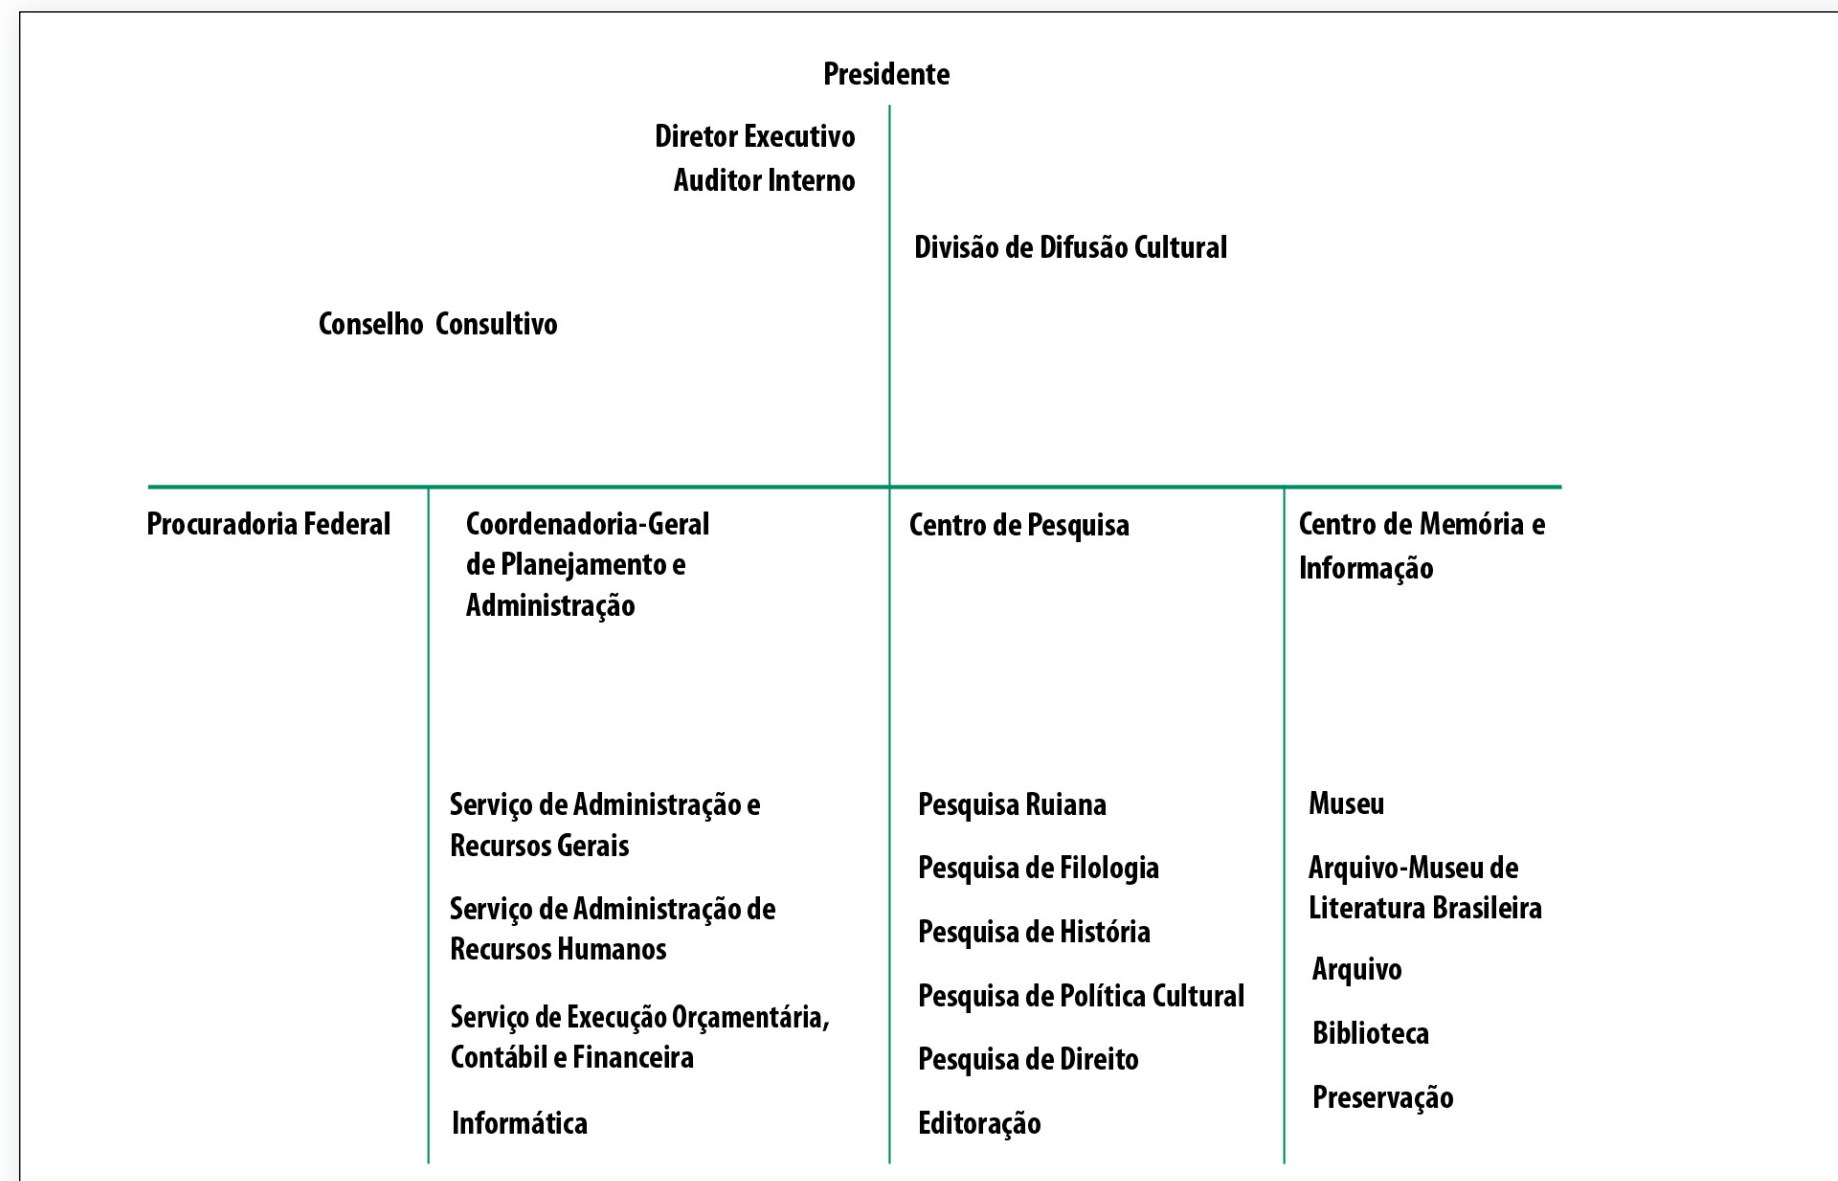 Presidente
Diretor Executivo
Auditor Interno
Divisão de Difusão Cultural
Conselho Consultivo
Procuradoria Federal
Coordenadoria-Geral
de Planejamento e
Administração
Centro de Pesquisa
Centro de Memória e
Informação
Serviço de Administração e
Recursos Gerais
Serviço de Administração de
Recursos Humanos
Serviço de Execução Orçamentária,
Contábil e Financeira
Informática
Pesquisa Ruiana
Pesquisa de Filologia
Pesquisa de História
Pesquisa de Política Cultural
Pesquisa de Direito
Editoração
Museu
Arquivo-Museu de
Literatura Brasileira
Arquivo
Biblioteca
Preservação